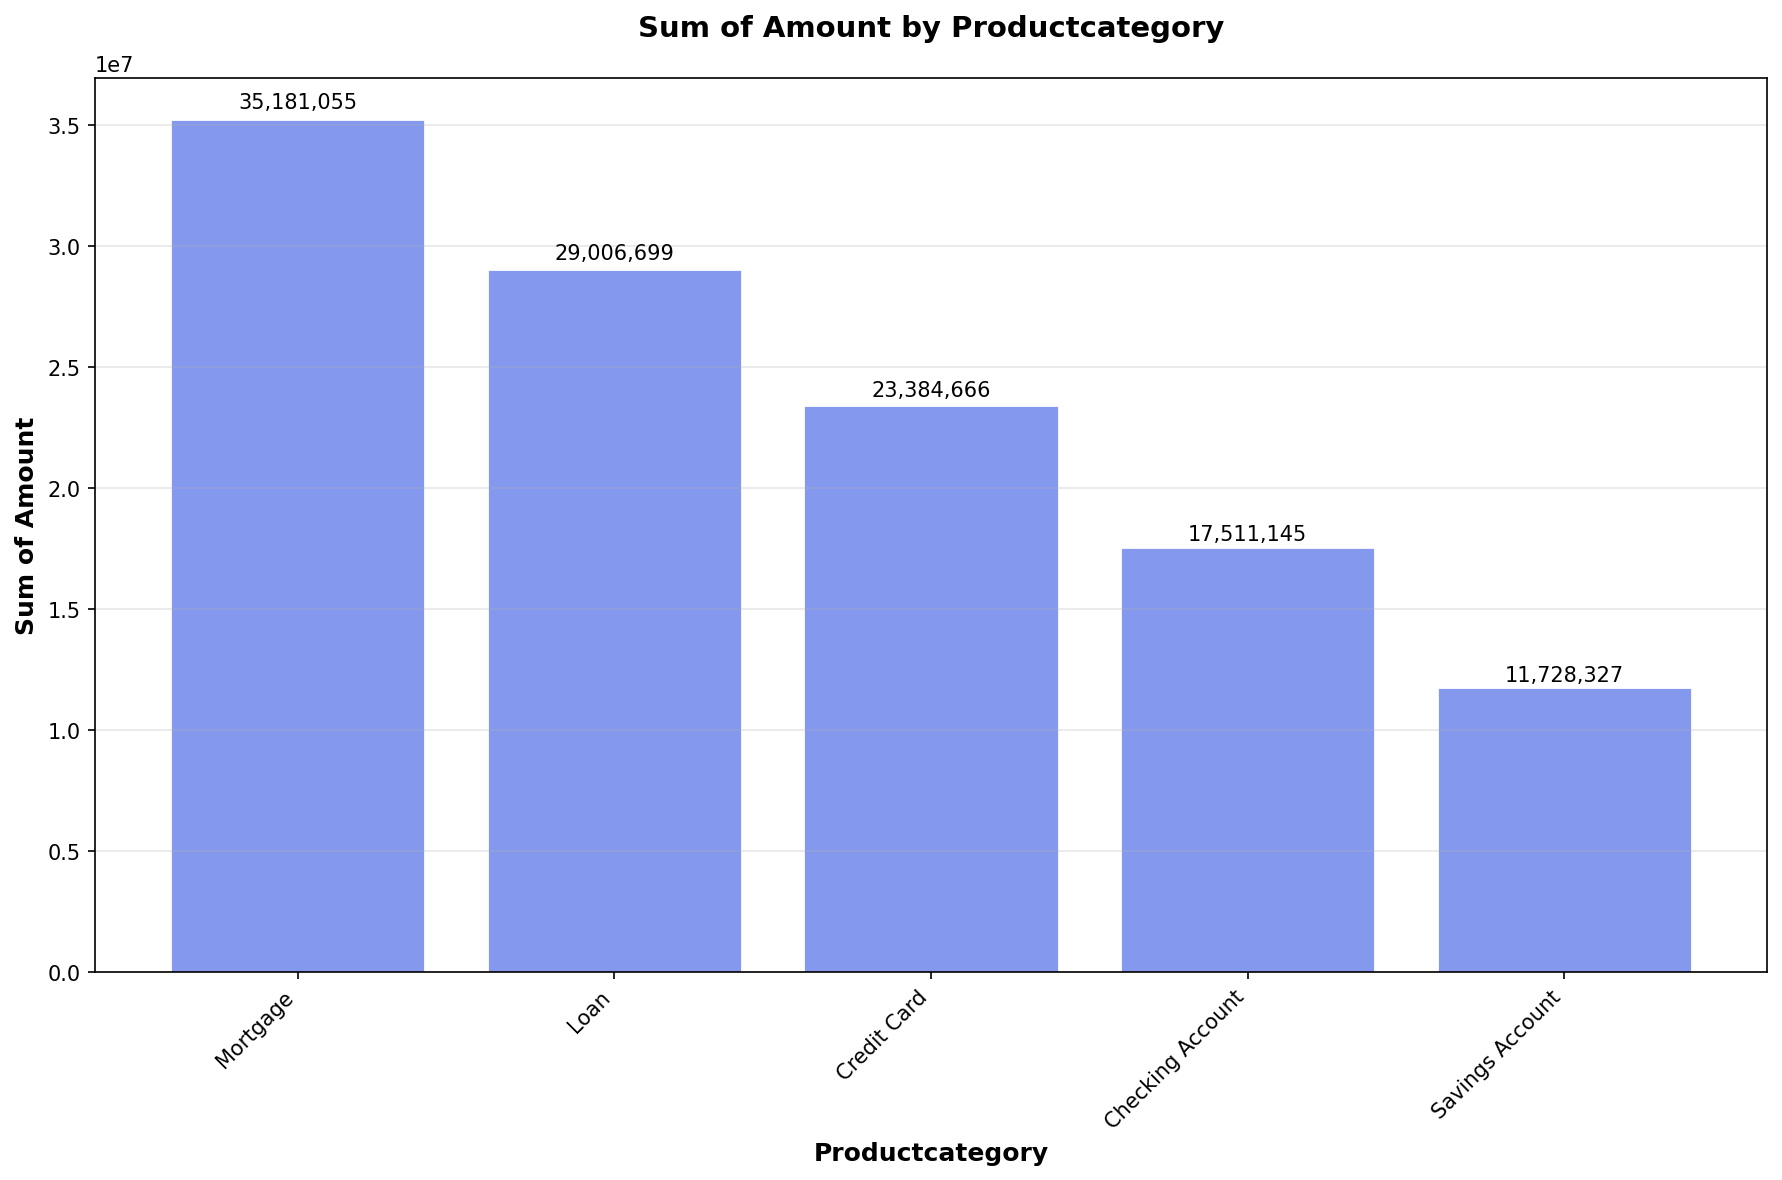 Sum of Amount by Productcategory
1e7
35,181,055
3.5
29,006,699
3.0
23,384,666
2.5
17,511,145
2.0
11,728,327
1.5
1.0
0.5
0.0
Sum of Amount
Mortgage
Loan
Credit Card
Checking Account
Savings Account
Productcategory